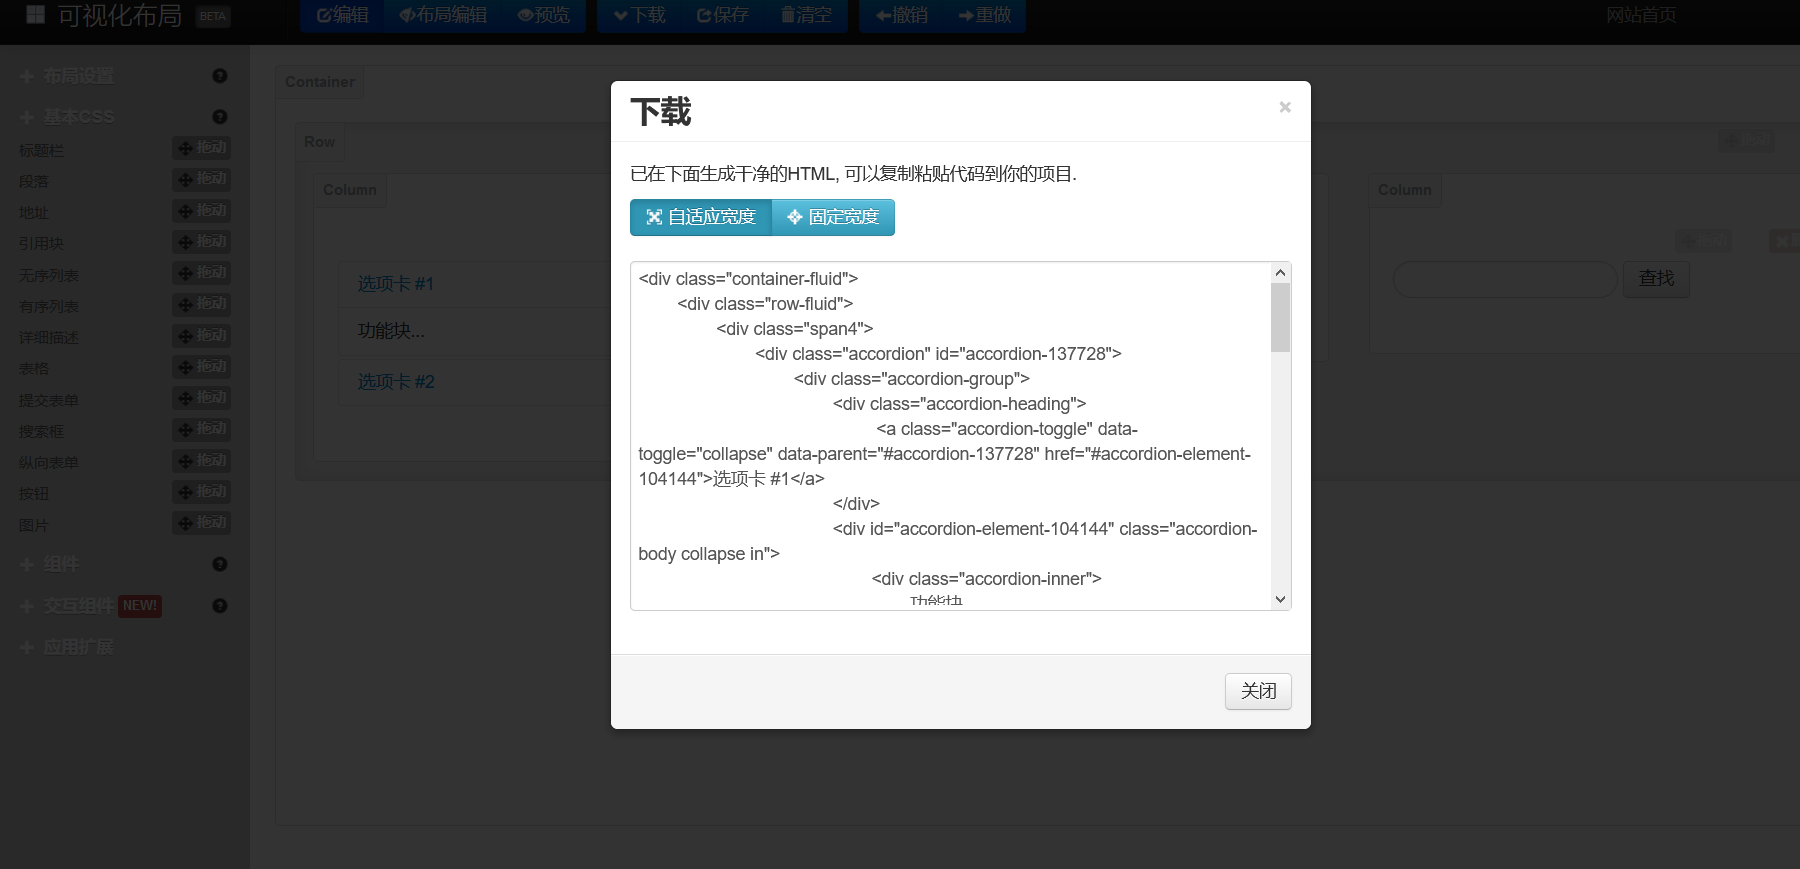 可视化布局 BETA 编辑 布局编辑 预览 下载 保存 清空 撤销 重做 网站首页
布局设置
基本CSS
标题栏 拖动
段落 拖动
地址 拖动
引用块 拖动
无序列表 拖动
有序列表 拖动
详细描述 拖动
表格 拖动
提交表单 拖动
搜索框 拖动
纵向表单 拖动
按钮 拖动
图片 拖动
组件
交互组件 NEW!
应用扩展
Container
Row
Column
选项卡 #1
功能块...
选项卡 #2
下载
×
已在下面生成干净的HTML, 可以复制粘贴代码到你的项目.
自适应宽度 固定宽度
<div class="container-fluid">
<div class="row-fluid">
<div class="span4">
<div class="accordion" id="accordion-137728">
<div class="accordion-group">
<div class="accordion-heading">
<a class="accordion-toggle" data-
toggle="collapse" data-parent="#accordion-137728" href="#accordion-element-
104144">选项卡 #1</a>
</div>
<div id="accordion-element-104144" class="accordion-
body collapse in">
<div class="accordion-inner">
功能块
关闭
拖动
Column
拖动
查找